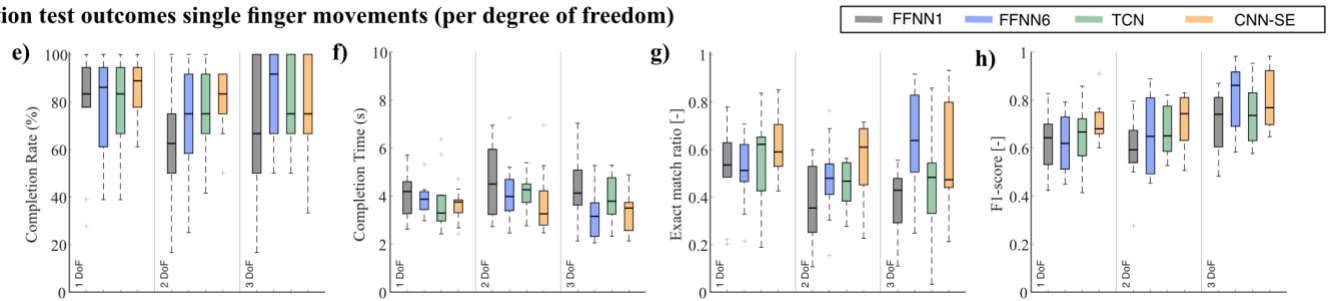 ion test outcomes single finger movements (per degree of freedom)
FFNN1 FFNN6 TCN CNN-SE
e)
Completion Rate (%)
100
80
60
40
20
0
1 DoF
2 DoF
3 DoF
f)
Completion Time (s)
10
8
6
4
2
0
1 DoF
2 DoF
3 DoF
g)
Exact match ratio [-]
1
0.8
0.6
0.4
0.2
0
1 DoF
2 DoF
3 DoF
h)
F1-score [-]
1
0.8
0.6
0.4
0.2
0
1 DoF
2 DoF
3 DoF